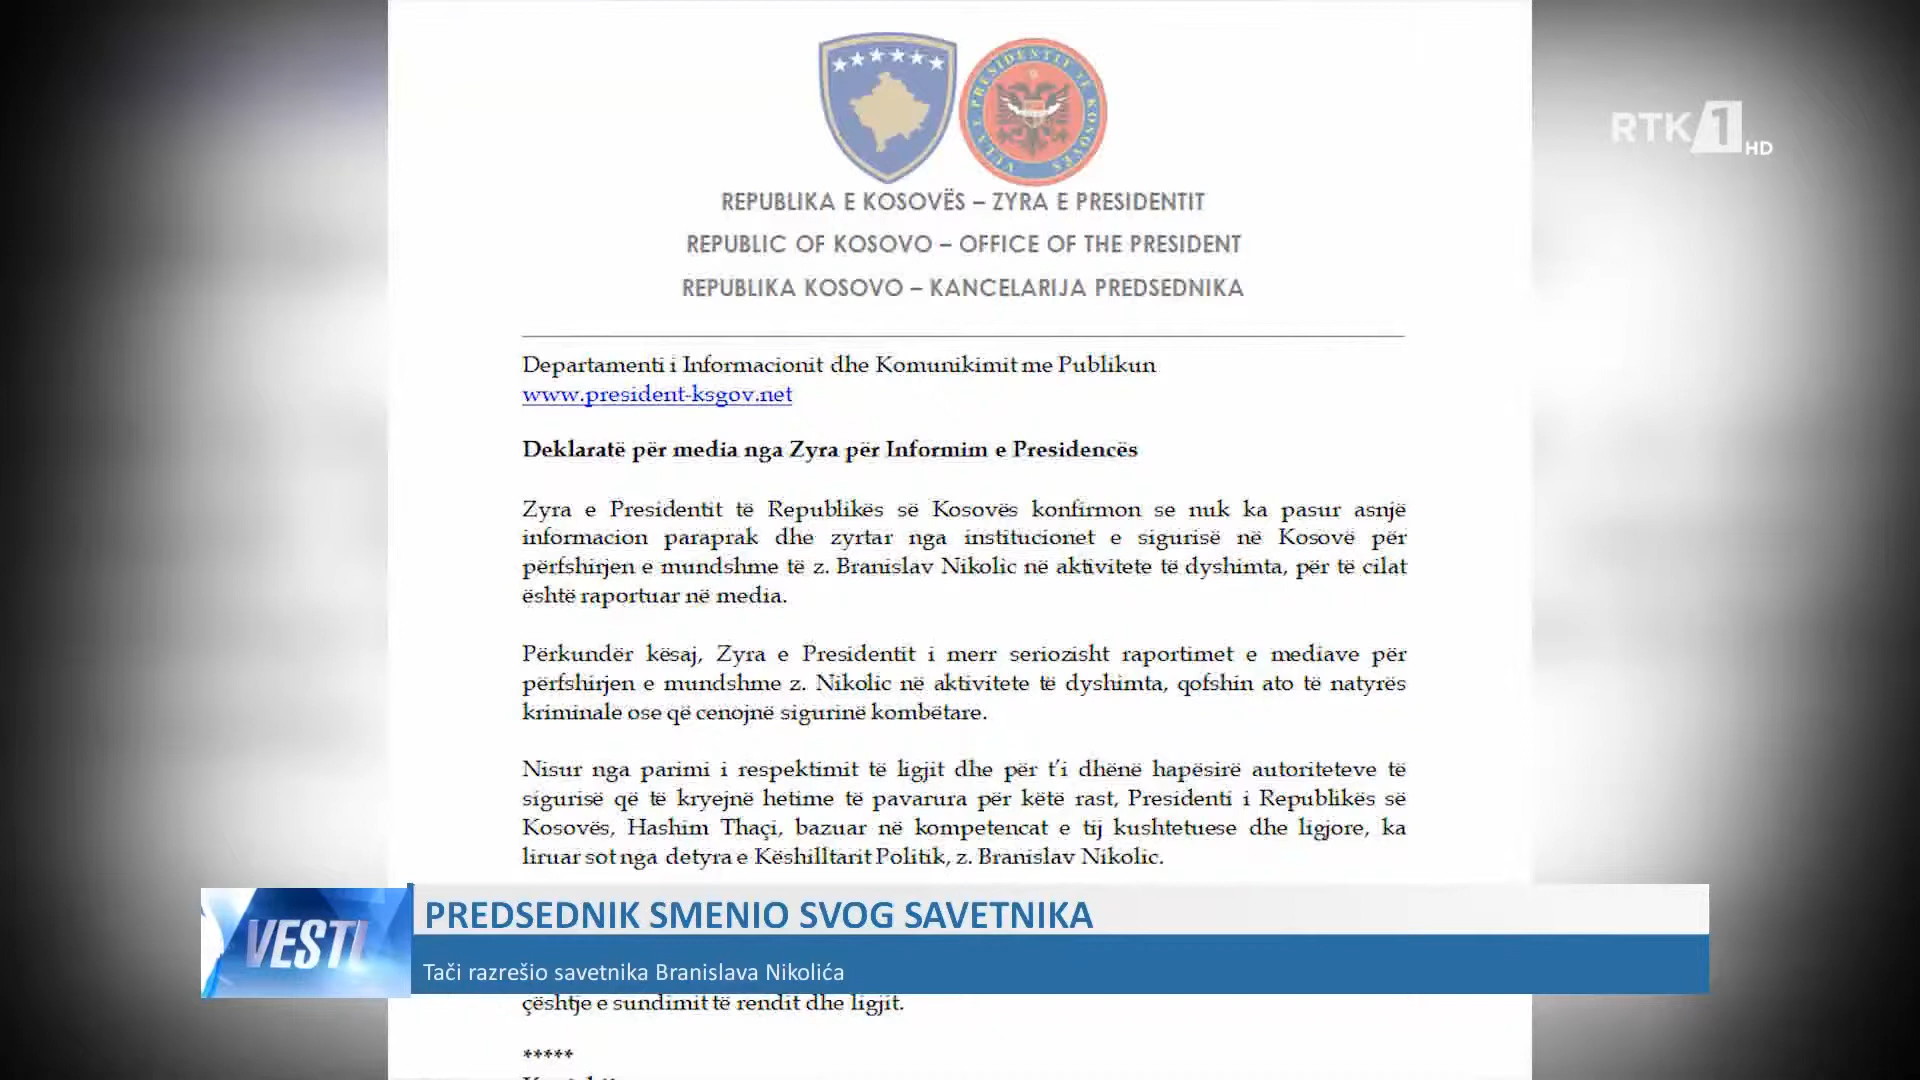 VULA E PRESIDENTIT TË KOSOVËS
RTK 1 HD
REPUBLIKA E KOSOVËS – ZYRA E PRESIDENTIT
REPUBLIC OF KOSOVO – OFFICE OF THE PRESIDENT
REPUBLIKA KOSOVO – KANCELARIJA PREDSEDNIKA
Departamenti i Informacionit dhe Komunikimit me Publikun
www.president-ksgov.net
Deklaratë për media nga Zyra për Informim e Presidencës
Zyra e Presidentit të Republikës së Kosovës konfirmon se nuk ka pasur asnjë
informacion paraprak dhe zyrtar nga institucionet e sigurisë në Kosovë për
përfshirjen e mundshme të z. Branislav Nikolic në aktivitete të dyshimta, për të cilat
është raportuar në media.
Përkundër kësaj, Zyra e Presidentit i merr seriozisht raportimet e mediave për
përfshirjen e mundshme z. Nikolic në aktivitete të dyshimta, qofshin ato të natyrës
kriminale ose që cenojnë sigurinë kombëtare.
Nisur nga parimi i respektimit të ligjit dhe për t'i dhënë hapësirë autoriteteve të
sigurisë që të kryejnë hetime të pavarura për këtë rast, Presidenti i Republikës së
Kosovës, Hashim Thaçi, bazuar në kompetencat e tij kushtetuese dhe ligjore, ka
liruar sot nga detyra e Këshilltarit Politik, z. Branislav Nikolic.
VESTI
PREDSEDNIK SMENIO SVOG SAVETNIKA
Tači razrešio savetnika Branislava Nikolića
çështje e sundimit të rendit dhe ligjit.
*****